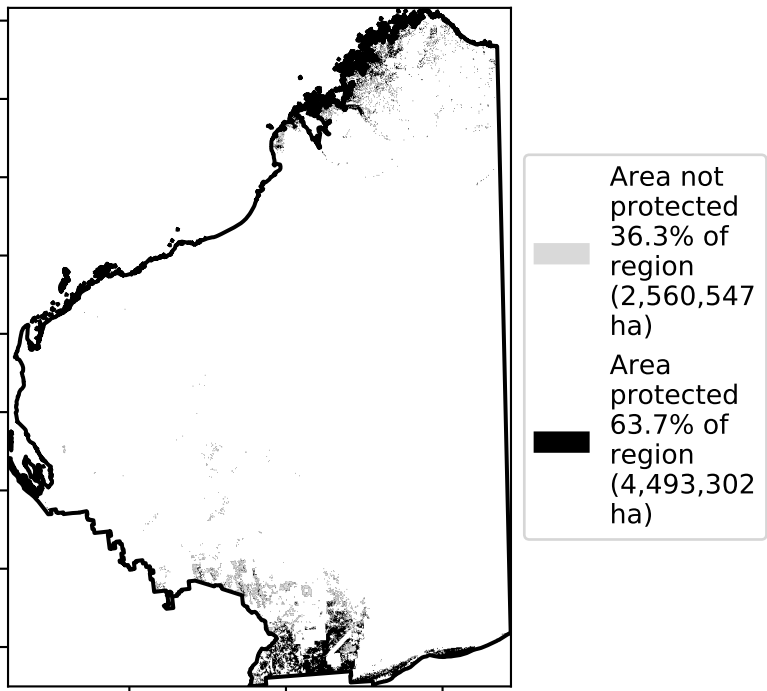 Area not
protected
36.3% of
region
(2,560,547
ha)
Area
protected
63.7% of
region
(4,493,302
ha)